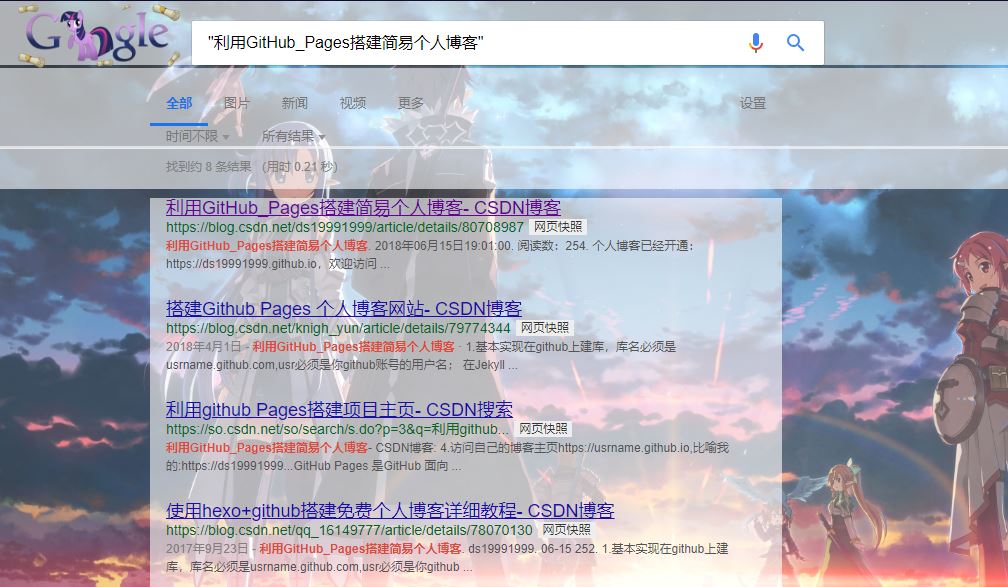 Google
"利用GitHub_Pages搭建简易个人博客"
全部 图片 新闻 视频 更多 设置
时间不限 所有结果
找到约 8 条结果 (用时 0.21 秒)
利用GitHub_Pages搭建简易个人博客- CSDN博客
https://blog.csdn.net/ds19991999/article/details/80708987 网页快照
利用GitHub_Pages搭建简易个人博客. 2018年06月15日19:01:00. 阅读数：254. 个人博客已经开通：
https://ds19991999.github.io，欢迎访问 ...
搭建Github Pages 个人博客网站- CSDN博客
https://blog.csdn.net/knigh_yun/article/details/79774344 网页快照
2018年4月1日 - 利用GitHub_Pages搭建简易个人博客 · 1.基本实现在github上建库，库名必须是
usrname.github.com,usr必须是你github账号的用户名； 在Jekyll ...
利用github Pages搭建项目主页- CSDN搜索
https://so.csdn.net/so/search/s.do?p=3&q=利用github... 网页快照
利用GitHub_Pages搭建简易个人博客- CSDN博客: 4.访问自己的博客主页https://usrname.github.io,比喻我
的:https://ds19991999...GitHub Pages 是GitHub 面向 ...
使用hexo+github搭建免费个人博客详细教程- CSDN博客
https://blog.csdn.net/qq_16149777/article/details/78070130 网页快照
2017年9月23日 - 利用GitHub_Pages搭建简易个人博客. ds19991999. 06-15 252. 1.基本实现在github上建
库，库名必须是usrname.github.com,usr必须是你github ...